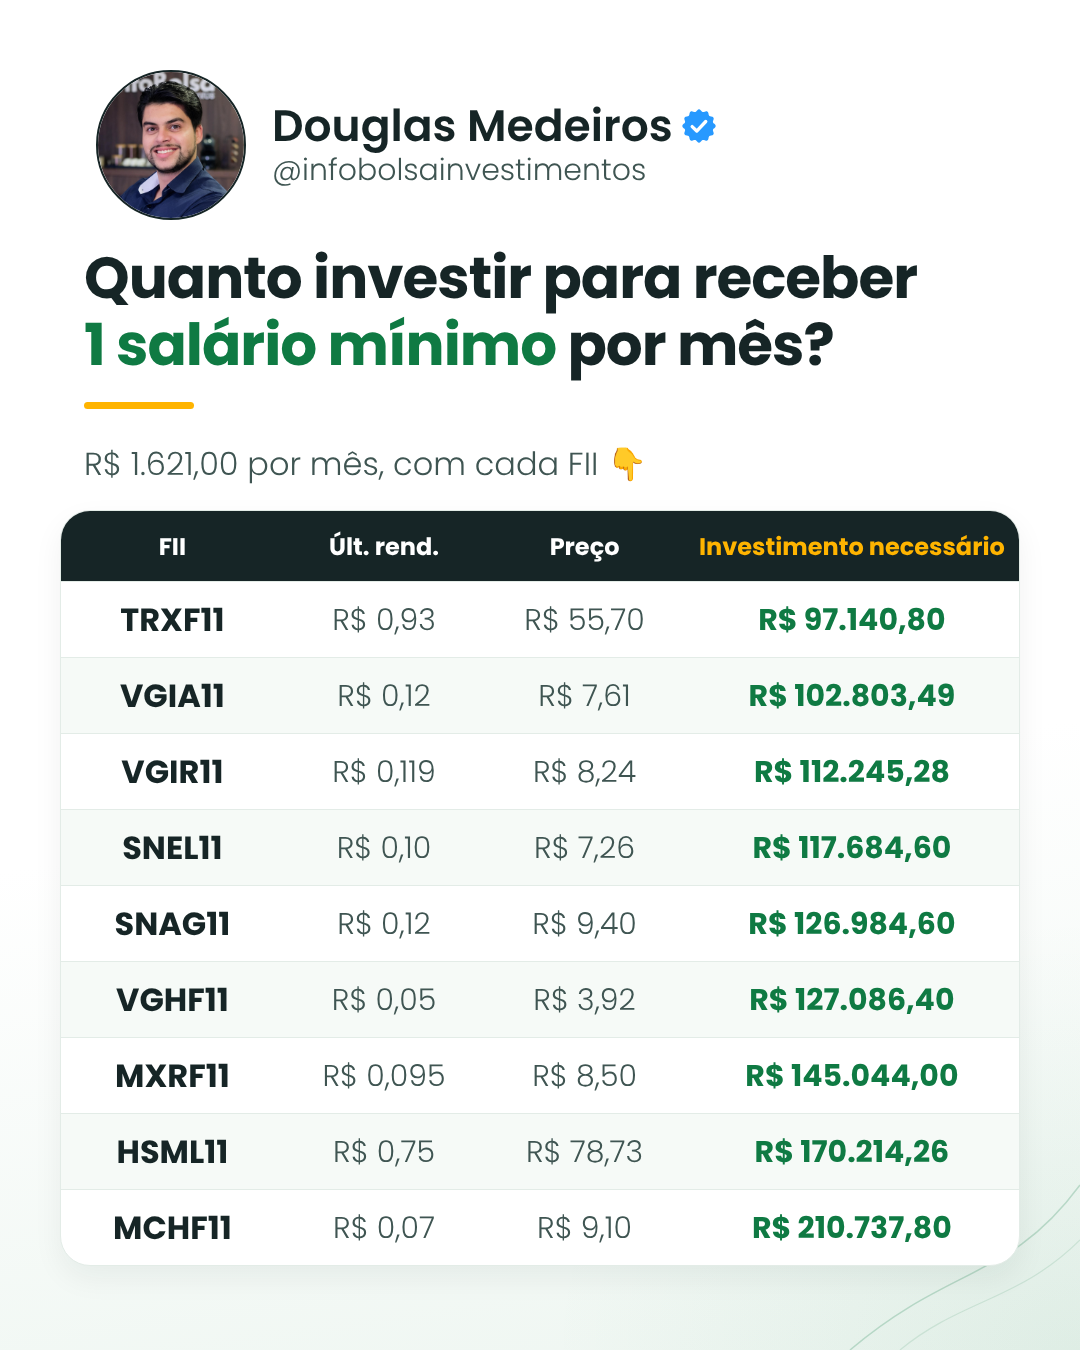 Douglas Medeiros
@infobolsainvestimentos
Quanto investir para receber
1 salário mínimo por mês?
R$ 1.621,00 por mês, com cada FII 👇
FII Últ. rend. Preço Investimento necessário
TRXF11 R$ 0,93 R$ 55,70 R$ 97.140,80
VGIA11 R$ 0,12 R$ 7,61 R$ 102.803,49
VGIR11 R$ 0,119 R$ 8,24 R$ 112.245,28
SNEL11 R$ 0,10 R$ 7,26 R$ 117.684,60
SNAG11 R$ 0,12 R$ 9,40 R$ 126.984,60
VGHF11 R$ 0,05 R$ 3,92 R$ 127.086,40
MXRF11 R$ 0,095 R$ 8,50 R$ 145.044,00
HSML11 R$ 0,75 R$ 78,73 R$ 170.214,26
MCHF11 R$ 0,07 R$ 9,10 R$ 210.737,80